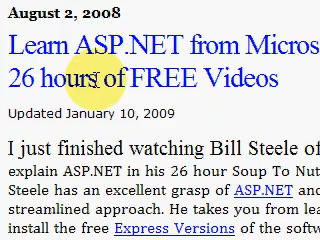 August 2, 2008
Learn ASP.NET from Micros
26 hours of FREE Videos
Updated January 10, 2009
I just finished watching Bill Steele of
explain ASP.NET in his 26 hour Soup To Nut
Steele has an excellent grasp of ASP.NET and
streamlined approach. He takes you from lea
install the free Express Versions of the softw